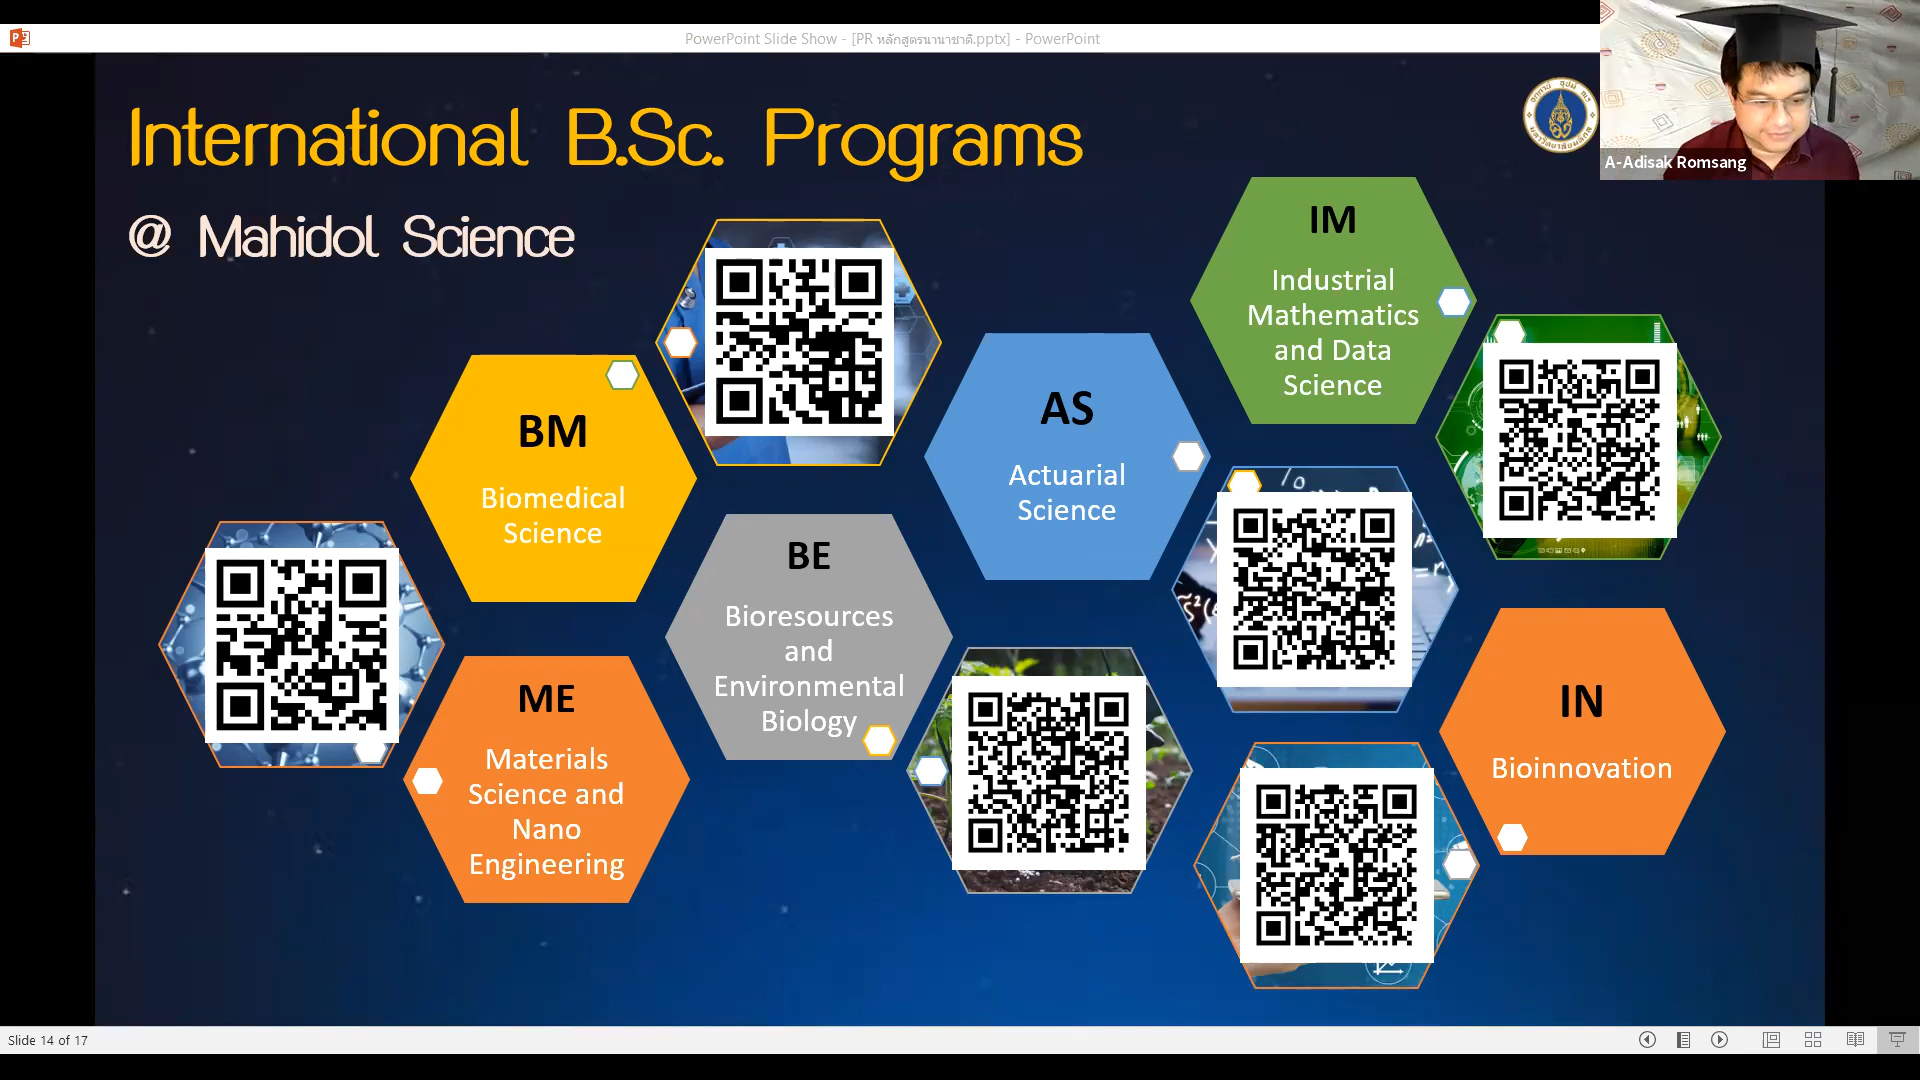 PowerPoint Slide Show - [PR หลักสูตรนานาชาติ.pptx] - PowerPoint
A-Adisak Romsang
International B.Sc. Programs
@ Mahidol Science
BM
Biomedical
Science
ME
Materials
Science and
Nano
Engineering
BE
Bioresources
and
Environmental
Biology
AS
Actuarial
Science
IM
Industrial
Mathematics
and Data
Science
IN
Bioinnovation
Slide 14 of 17